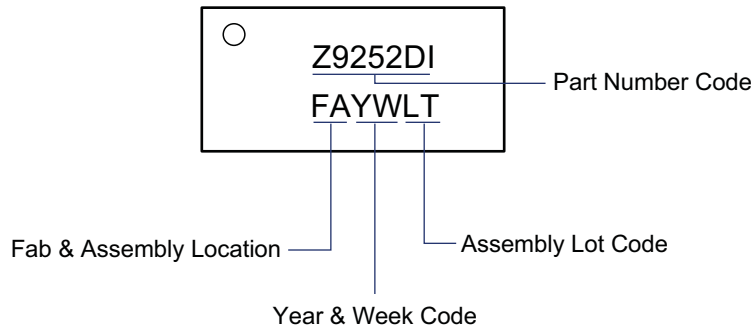 Z9252DI
Part Number Code
FAYWLT
Fab & Assembly Location
Assembly Lot Code
Year & Week Code